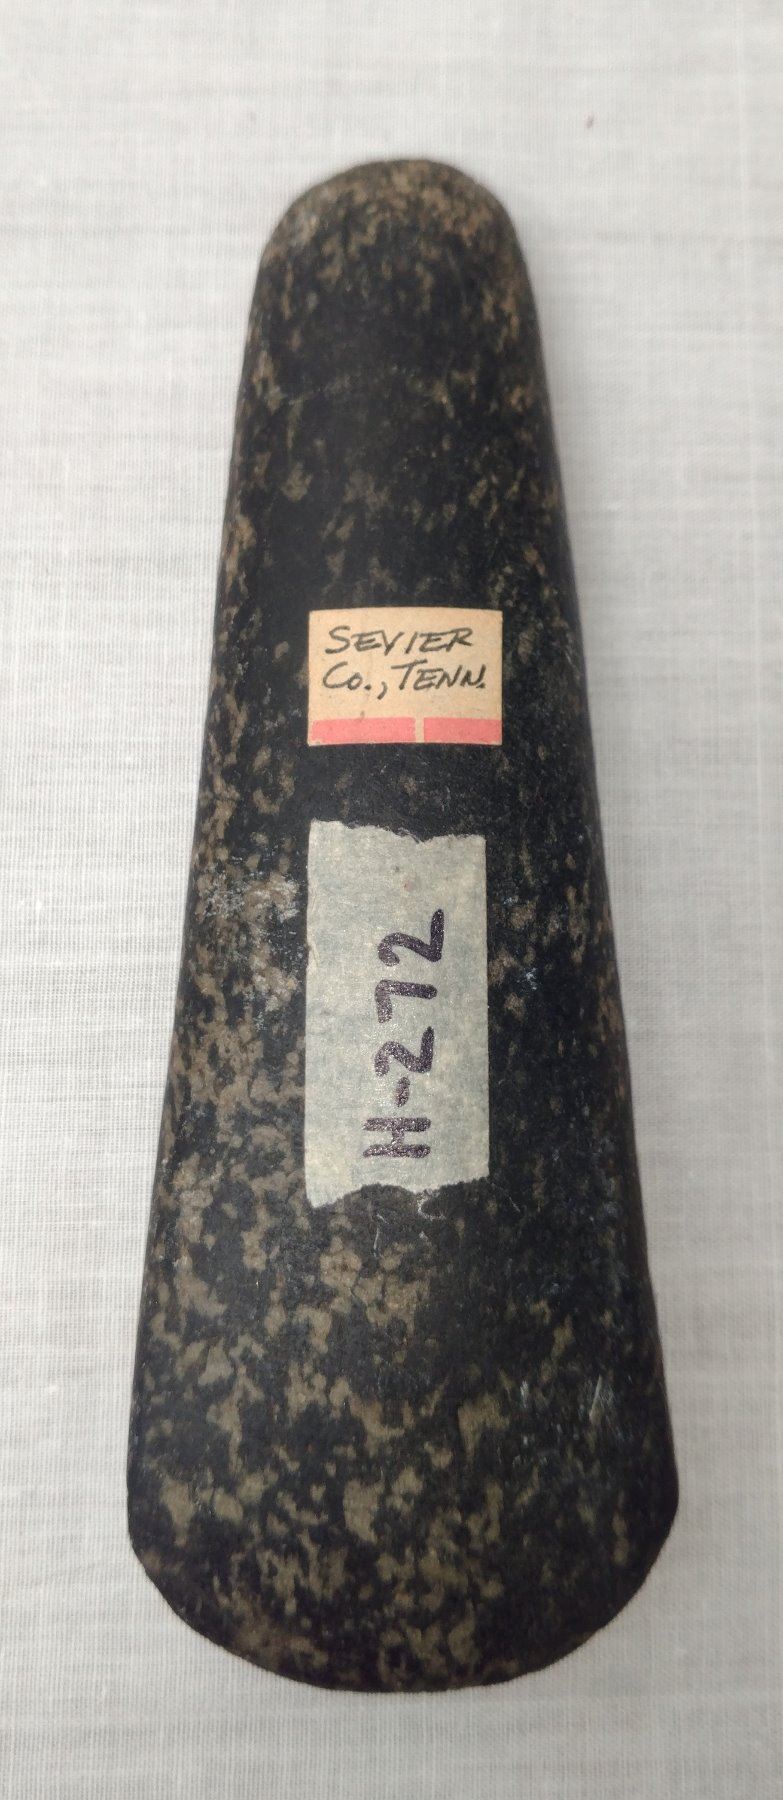 SEVIER
CO., TENN.
H-272